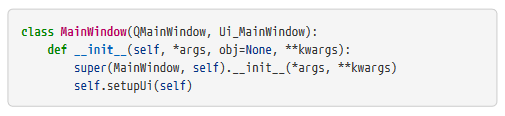 class MainWindow(QMainWindow, Ui_MainWindow):
    def __init__(self, *args, obj=None, **kwargs):
        super(MainWindow, self).__init__(*args, **kwargs)
        self.setupUi(self)